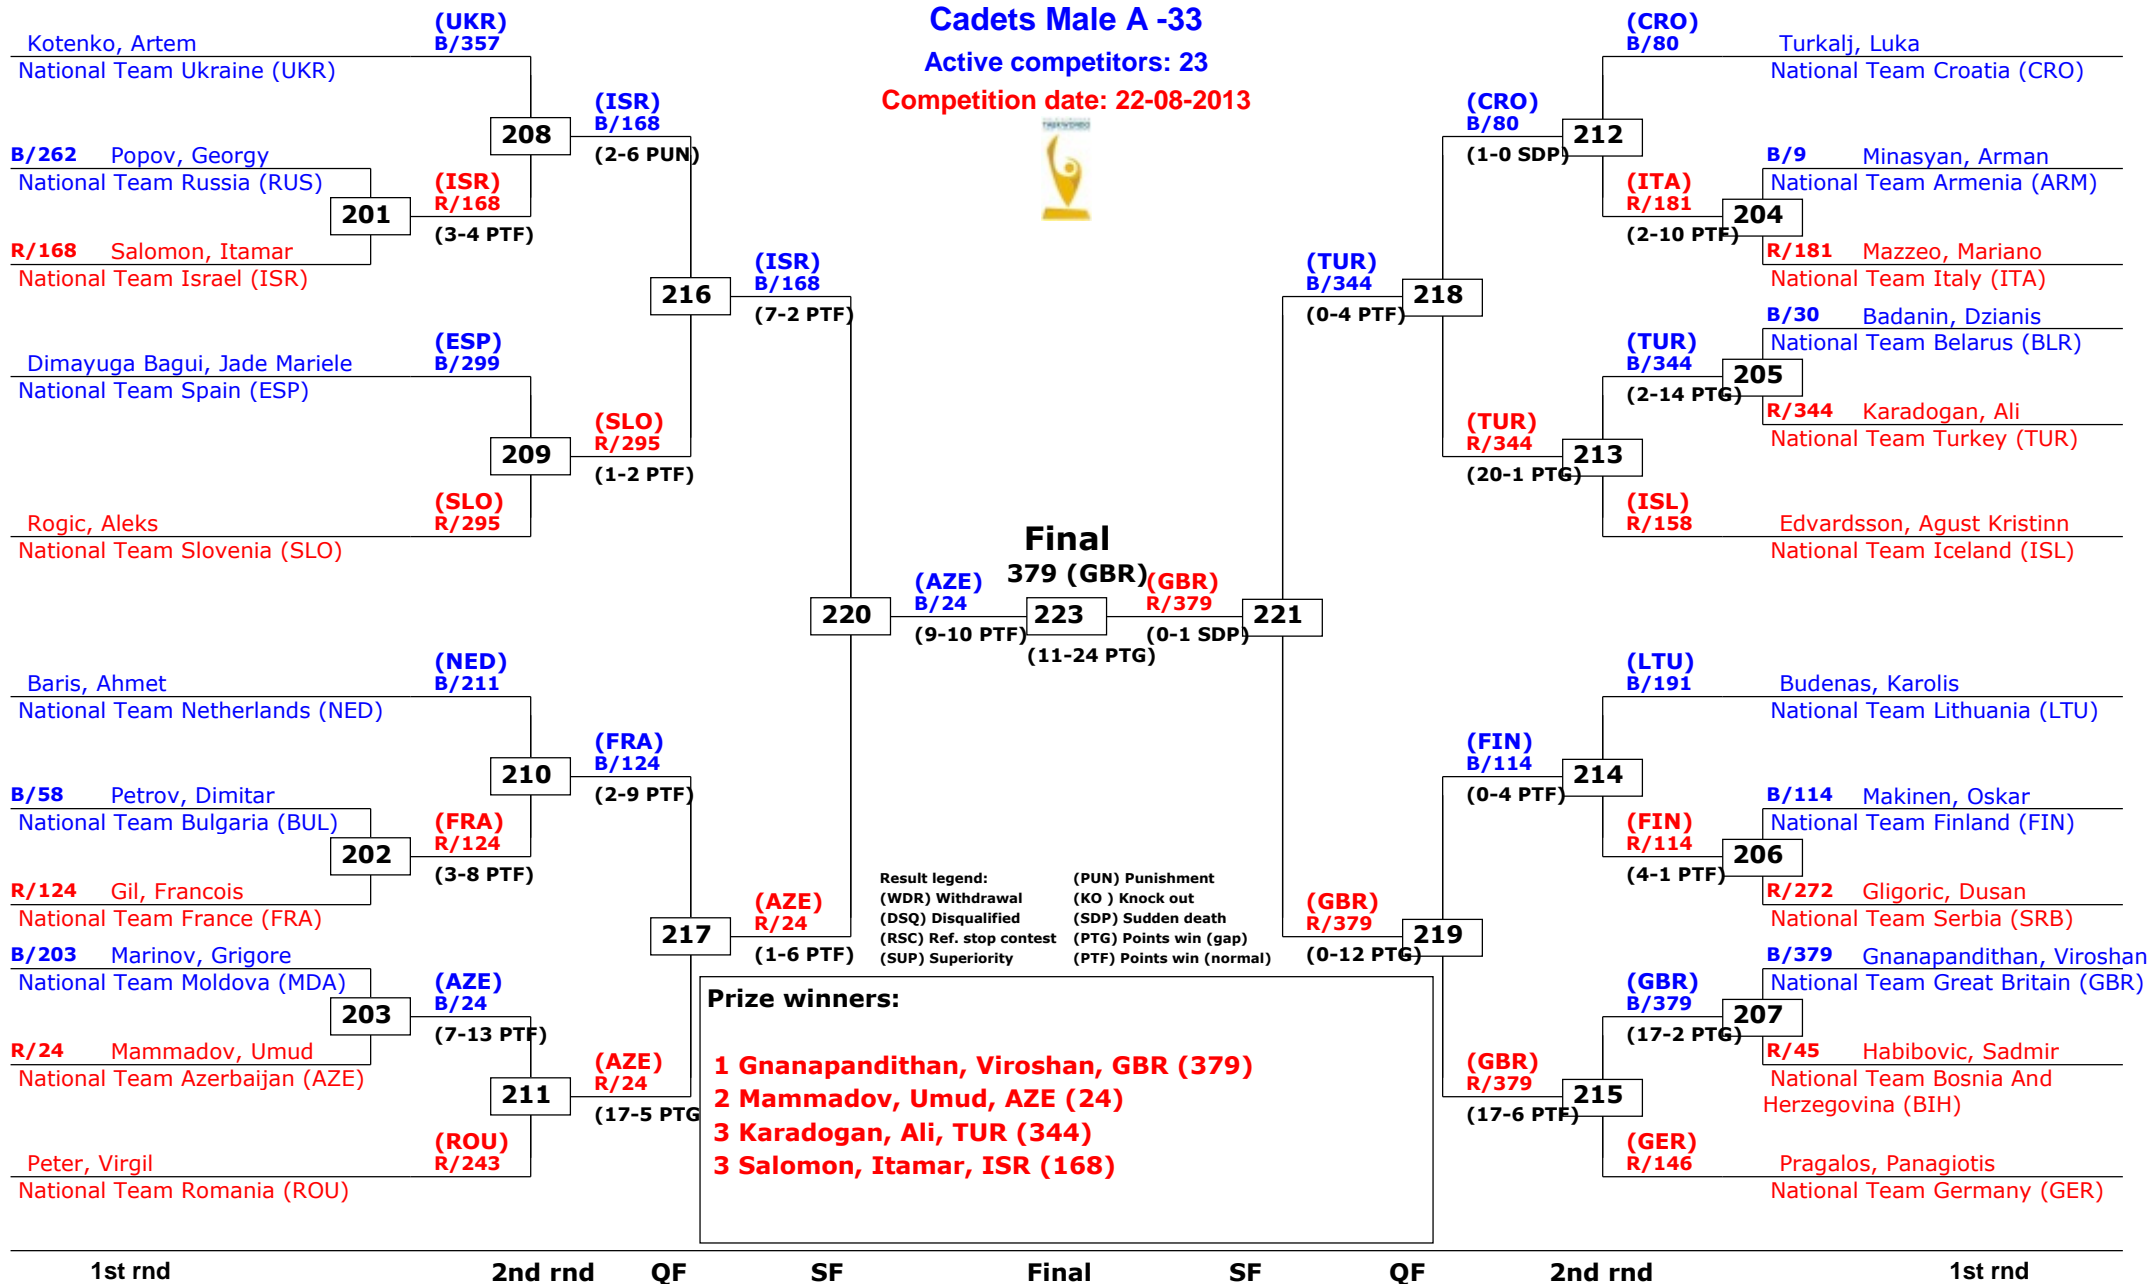 Cadets Male A -33
Active competitors: 23
Competition date: 22-08-2013
TAEKWONDO
(UKR)
B/357
Kotenko, Artem
National Team Ukraine (UKR)
208
(ISR)
B/168
(2-6 PUN)
B/262 Popov, Georgy
National Team Russia (RUS)
201
(ISR)
R/168
(3-4 PTF)
R/168 Salomon, Itamar
National Team Israel (ISR)
216
(ISR)
B/168
(7-2 PTF)
(ESP)
B/299
Dimayuga Bagui, Jade Mariele
National Team Spain (ESP)
209
(SLO)
R/295
(1-2 PTF)
(SLO)
R/295
Rogic, Aleks
National Team Slovenia (SLO)
220
(AZE)
B/24
(9-10 PTF)
Final
379 (GBR)
223
(11-24 PTG)
(GBR)
R/379
(0-1 SDP)
221
(NED)
B/211
Baris, Ahmet
National Team Netherlands (NED)
210
(FRA)
B/124
(2-9 PTF)
B/58 Petrov, Dimitar
National Team Bulgaria (BUL)
202
(FRA)
R/124
(3-8 PTF)
R/124 Gil, Francois
National Team France (FRA)
217
(AZE)
R/24
(1-6 PTF)
B/203 Marinov, Grigore
National Team Moldova (MDA)
203
(AZE)
B/24
(7-13 PTF)
R/24 Mammadov, Umud
National Team Azerbaijan (AZE)
211
(AZE)
R/24
(17-5 PTG
(ROU)
R/243
Peter, Virgil
National Team Romania (ROU)
(CRO)
B/80
Turkalj, Luka
National Team Croatia (CRO)
(CRO)
B/80
(1-0 SDP)
212
B/9 Minasyan, Arman
National Team Armenia (ARM)
(ITA)
R/181
(2-10 PTF)
204
R/181 Mazzeo, Mariano
National Team Italy (ITA)
(TUR)
B/344
(0-4 PTF)
218
B/30 Badanin, Dzianis
National Team Belarus (BLR)
(TUR)
B/344
(2-14 PTG)
205
R/344 Karadogan, Ali
National Team Turkey (TUR)
(TUR)
R/344
(20-1 PTG)
213
(ISL)
R/158
Edvardsson, Agust Kristinn
National Team Iceland (ISL)
(LTU)
B/191
Budenas, Karolis
National Team Lithuania (LTU)
(FIN)
B/114
(0-4 PTF)
214
B/114 Makinen, Oskar
National Team Finland (FIN)
(FIN)
R/114
(4-1 PTF)
206
R/272 Gligoric, Dusan
National Team Serbia (SRB)
(GBR)
R/379
(0-12 PTG)
219
B/379 Gnanapandithan, Viroshan
National Team Great Britain (GBR)
(GBR)
B/379
(17-2 PTG)
207
R/45 Habibovic, Sadmir
National Team Bosnia And
Herzegovina (BIH)
(GBR)
R/379
(17-6 PTF)
215
(GER)
R/146
Pragalos, Panagiotis
National Team Germany (GER)
Result legend: (PUN) Punishment
(WDR) Withdrawal (KO ) Knock out
(DSQ) Disqualified (SDP) Sudden death
(RSC) Ref. stop contest (PTG) Points win (gap)
(SUP) Superiority (PTF) Points win (normal)
Prize winners:
1 Gnanapandithan, Viroshan, GBR (379)
2 Mammadov, Umud, AZE (24)
3 Karadogan, Ali, TUR (344)
3 Salomon, Itamar, ISR (168)
1st rnd 2nd rnd QF SF Final SF QF 2nd rnd 1st rnd